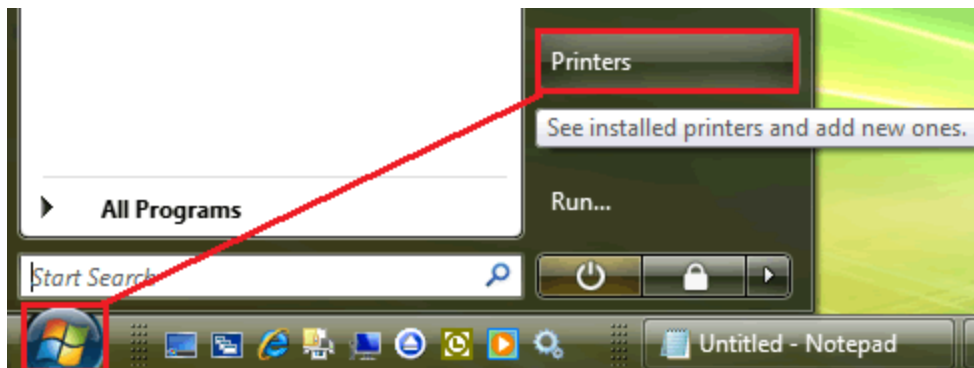 Printers
See installed printers and add new ones.
All Programs
Run...
Start Search
Untitled - Notepad